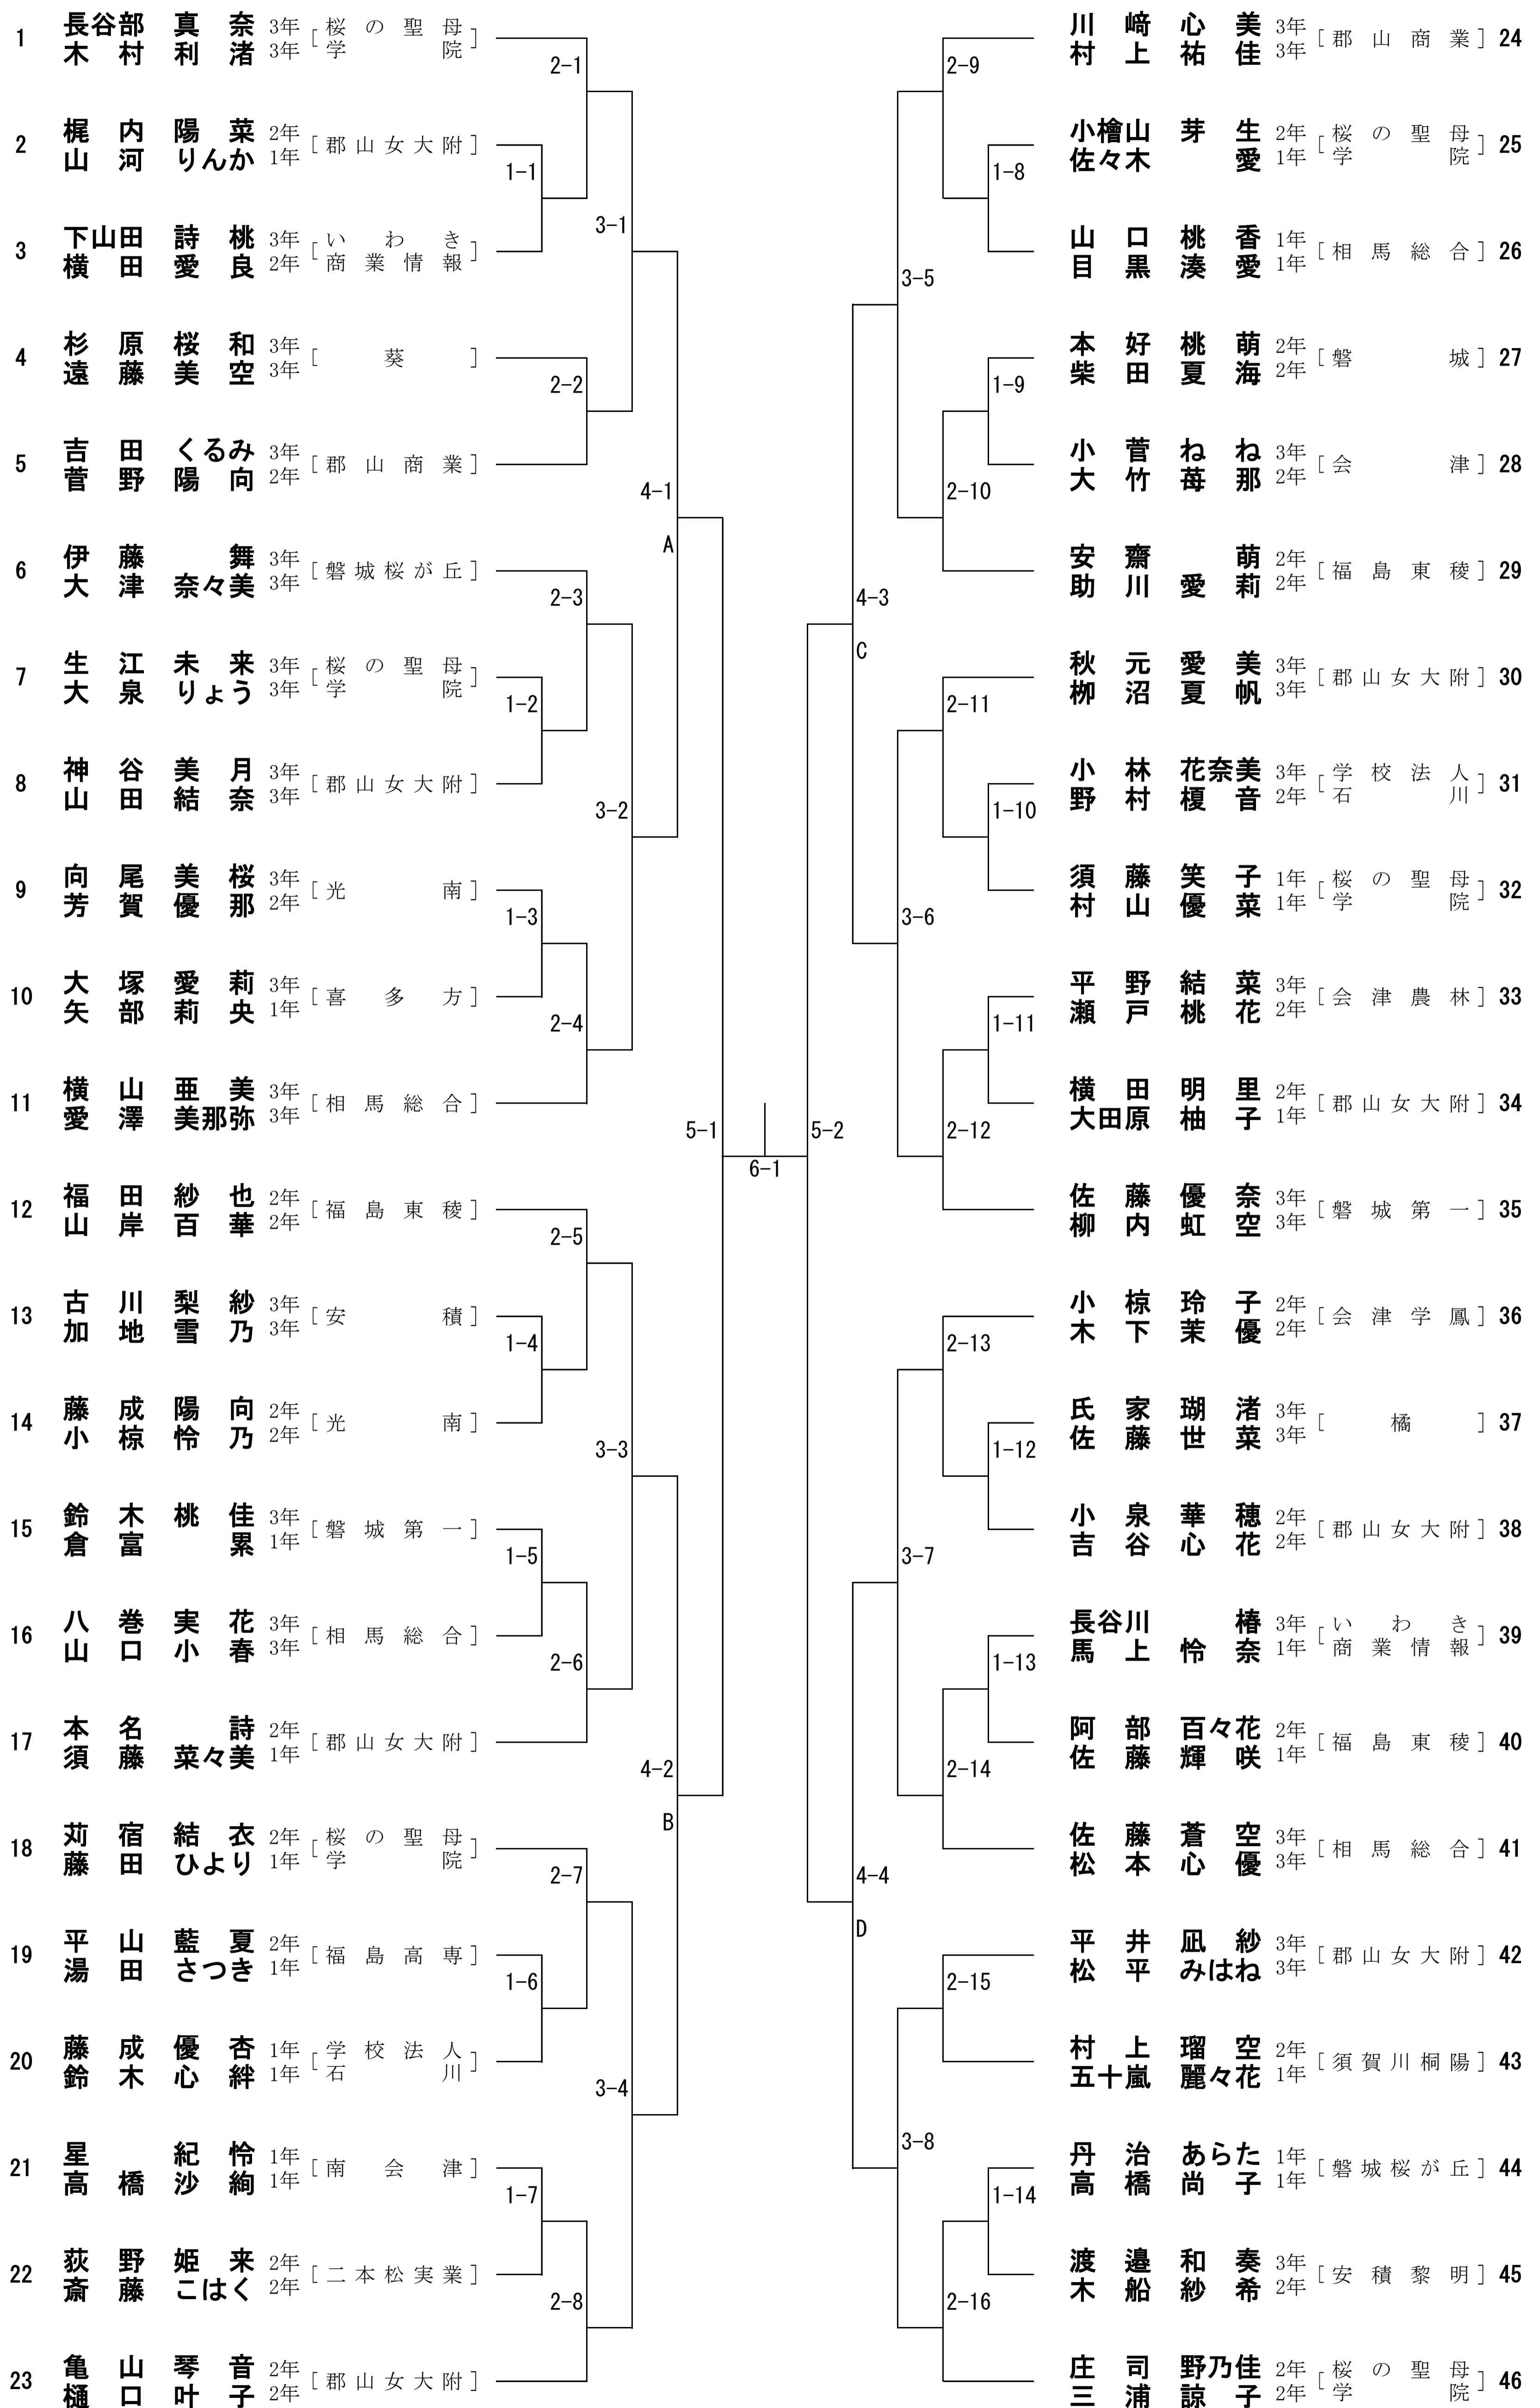 1 長谷部 真奈 3年 [桜の聖母学院]
木村 利渚 3年
2-1
2 梶内 陽菜 2年 [郡山女大附]
山河 りんか 1年
1-1
3 下山田 詩桃 3年 [いわき商業情報]
横田 愛良 2年
3-1
4 杉原 桜和 3年 [葵]
遠藤 美空 3年
2-2
5 吉田 くるみ 3年 [郡山商業]
菅野 陽向 2年
4-1
A
6 伊藤 舞 3年 [磐城桜が丘]
大津 奈々美 3年
2-3
7 生江 未来 3年 [桜の聖母学院]
大泉 りょう 3年
1-2
8 神谷 美月 3年 [郡山女大附]
山田 結奈 3年
3-2
9 向尾 美桜 3年 [光南]
芳賀 優那 2年
1-3
10 大塚 愛莉 3年 [喜多方]
矢部 莉央 1年
2-4
11 横山 亜美 3年 [相馬総合]
愛澤 美那弥 3年
5-1
12 福田 紗也 2年 [福島東稜]
山岸 百華 2年
2-5
13 古川 梨紗 3年 [安積]
加地 雪乃 3年
1-4
14 藤成 陽向 2年 [光南]
小椋 怜乃 2年
3-3
15 鈴木 桃佳 3年 [磐城第一]
倉富 累 1年
1-5
16 八巻 実花 3年 [相馬総合]
山口 小春 3年
2-6
17 本名 詩 2年 [郡山女大附]
須藤 菜々美 1年
4-2
B
18 苅宿 結衣 2年 [桜の聖母学院]
藤田 ひより 1年
2-7
19 平山 藍夏 2年 [福島高専]
湯田 さつき 1年
1-6
20 藤成 優杏 1年 [学校法人石川]
鈴木 心絆 1年
3-4
21 星 紀怜 1年 [南会津]
高橋 沙絢 1年
1-7
22 荻野 姫来 2年 [二本松実業]
斎藤 こはく 2年
2-8
23 亀山 琴音 2年 [郡山女大附]
樋口 叶子 2年
6-1
川﨑 心美 3年 [郡山商業] 24
村上 祐佳 3年
2-9
小檜山 芽生 2年 [桜の聖母学院] 25
佐々木 愛 1年
1-8
山口 桃香 1年 [相馬総合] 26
目黒 湊愛 1年
3-5
本好 桃萌 2年 [磐城] 27
柴田 夏海 2年
1-9
小菅 ねね 3年 [会津] 28
大竹 苺那 2年
2-10
安齋 萌 2年 [福島東稜] 29
助川 愛莉 2年
4-3
C
秋元 愛美 3年 [郡山女大附] 30
栁沼 夏帆 3年
2-11
小林 花奈美 3年 [学校法人石川] 31
野村 榎音 2年
1-10
須藤 笑子 1年 [桜の聖母学院] 32
村山 優菜 1年
3-6
平野 結菜 3年 [会津農林] 33
瀬戸 桃花 2年
1-11
横田 明里 2年 [郡山女大附] 34
大田原 柚子 1年
5-2
2-12
佐藤 優奈 3年 [磐城第一] 35
柳内 虹空 3年
小椋 玲子 2年 [会津学鳳] 36
木下 茉優 2年
2-13
氏家 瑚渚 3年 [橘] 37
佐藤 世菜 3年
1-12
小泉 華穂 2年 [郡山女大附] 38
吉谷 心花 2年
3-7
長谷川 椿 3年 [いわき商業情報] 39
馬上 怜奈 1年
1-13
阿部 百々花 2年 [福島東稜] 40
佐藤 輝咲 1年
2-14
佐藤 蒼空 3年 [相馬総合] 41
松本 心優 3年
4-4
D
平井 凪紗 3年 [郡山女大附] 42
松平 みはね 3年
2-15
村上 瑠空 2年 [須賀川桐陽] 43
五十嵐 麗々花 1年
3-8
丹治 あらた 1年 [磐城桜が丘] 44
高橋 尚子 1年
1-14
渡邉 和奏 3年 [安積黎明] 45
木船 紗希 2年
2-16
庄司 野乃佳 2年 [桜の聖母学院] 46
三浦 諒子 2年